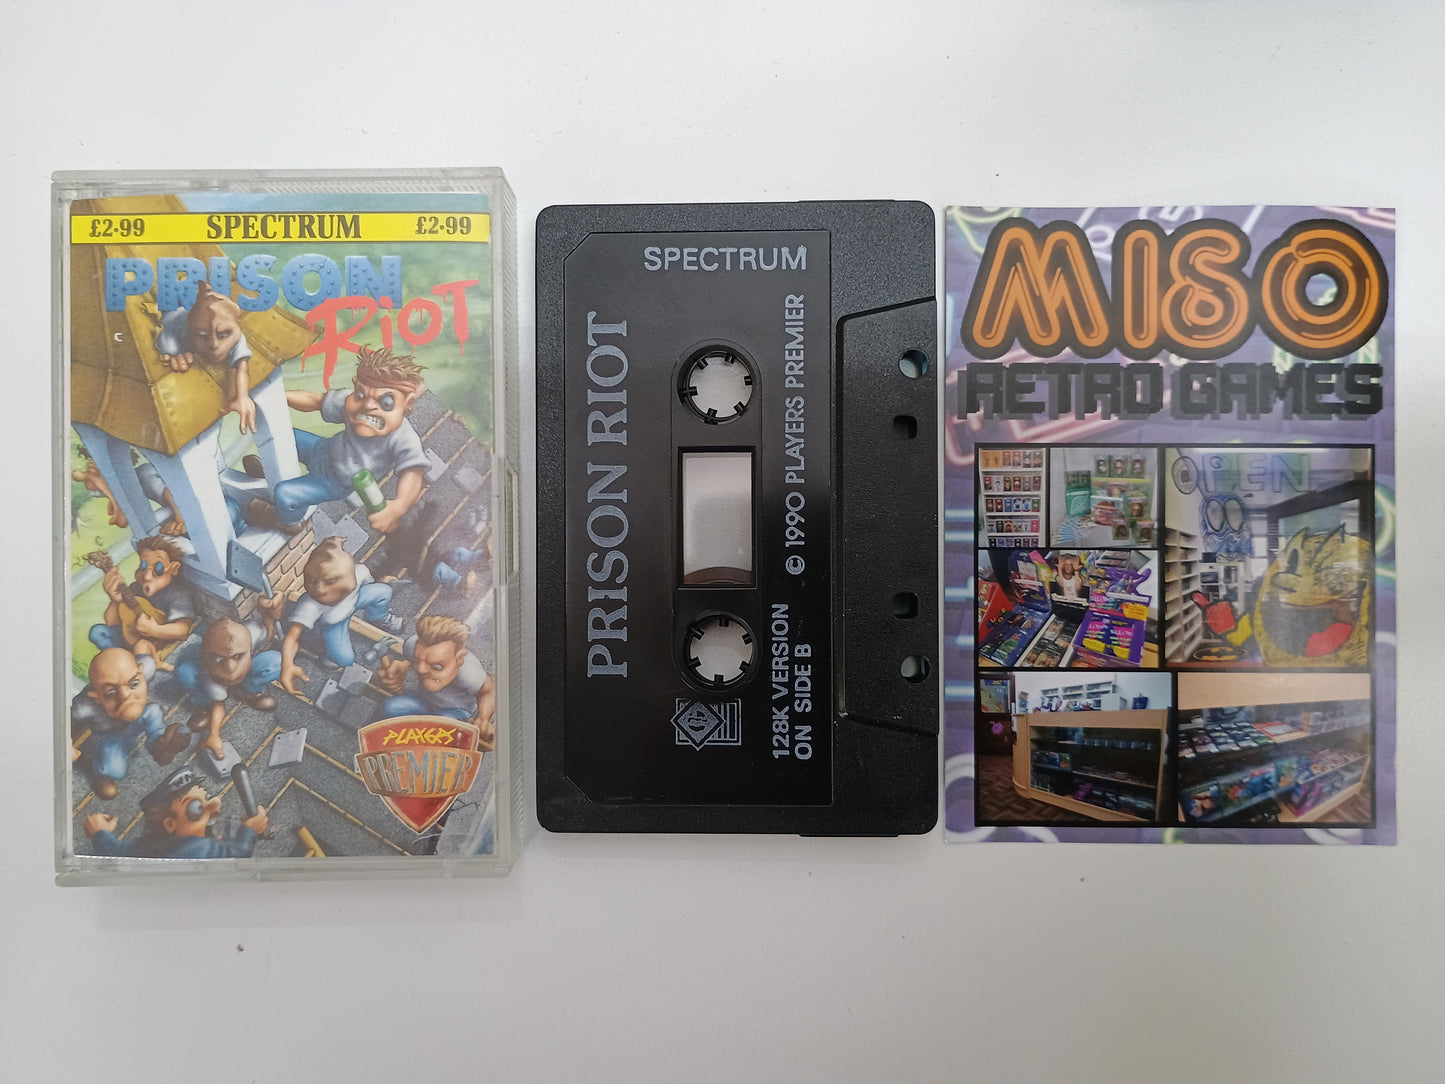 £2·99 SPECTRUM £2·99
PRISON
RiOT
PLAYERS
PREMIER
SPECTRUM
PRISON RIOT
© 1990 PLAYERS PREMIER
128K VERSION
ON SIDE B
MISO
RETRO GAMES
OPEN